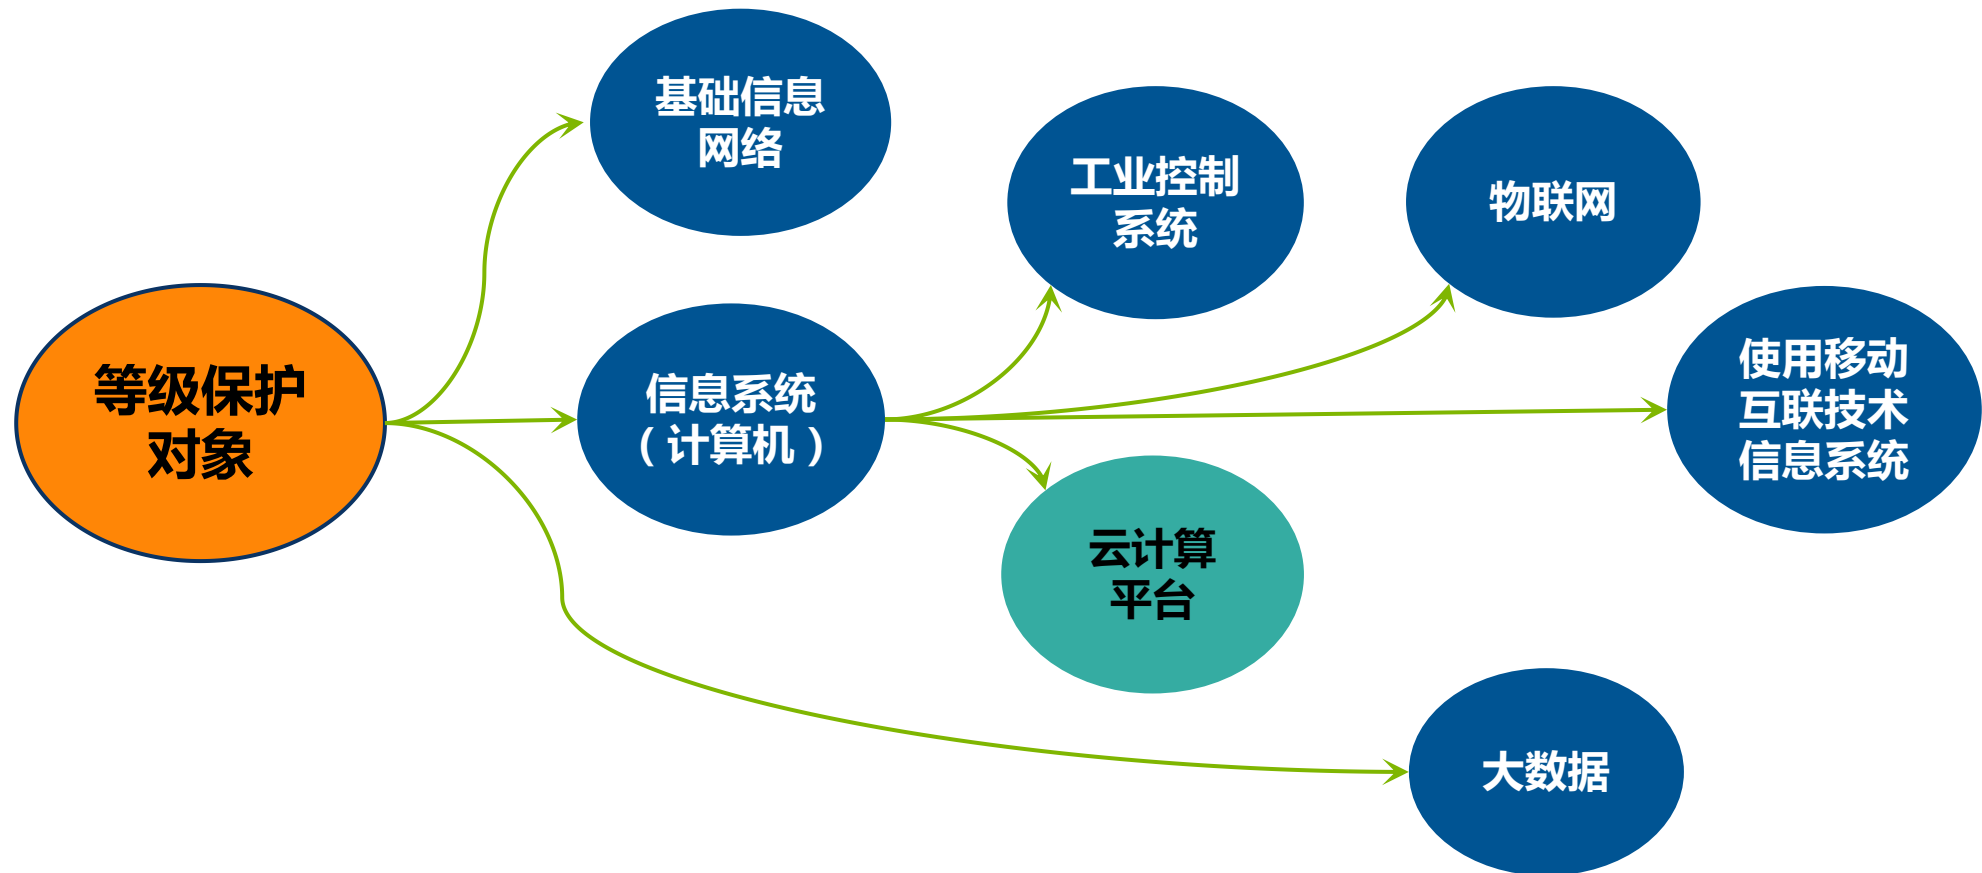 基础信息
网络
工业控制
系统
物联网
等级保护
对象
信息系统
（计算机）
使用移动
互联技术
信息系统
云计算
平台
大数据